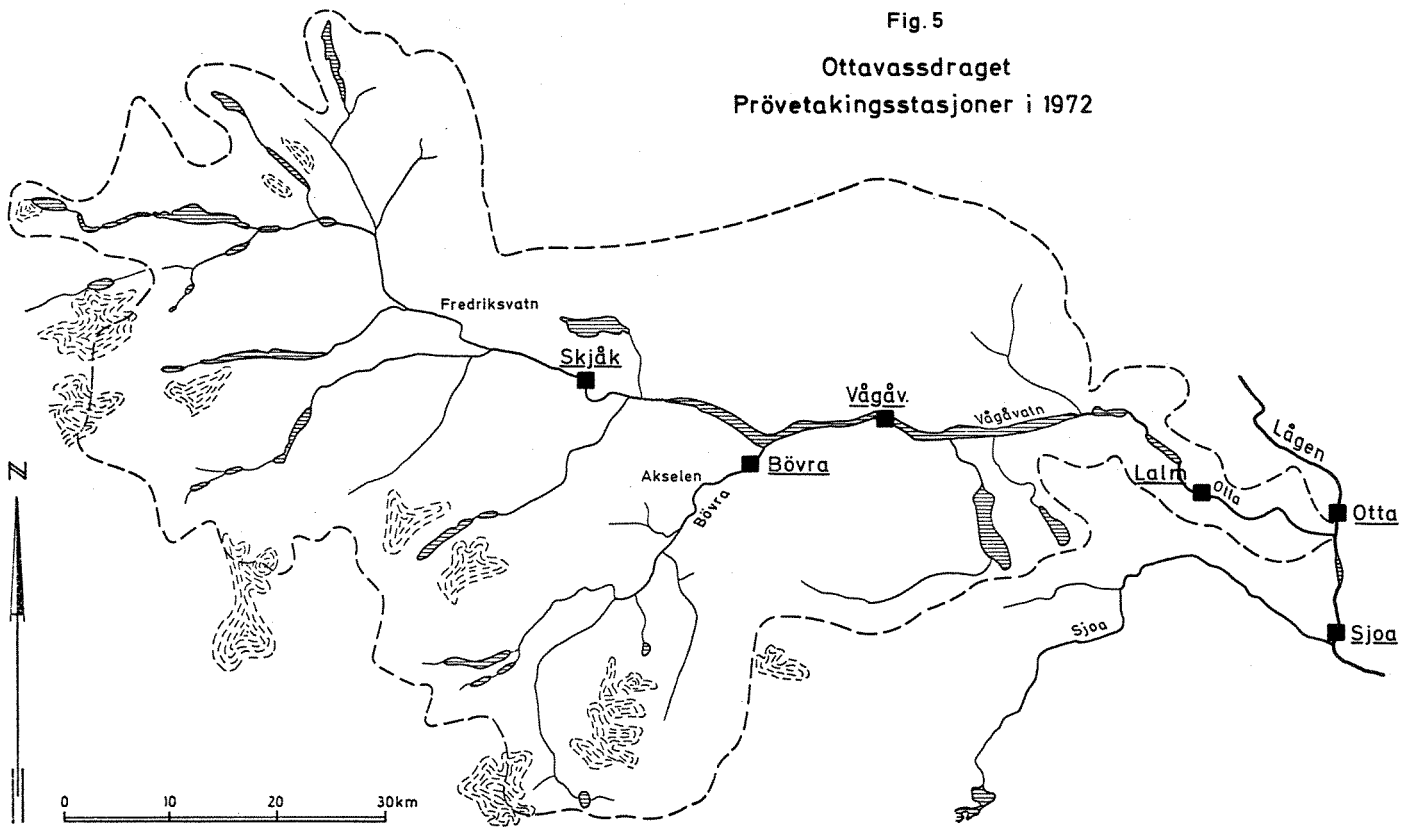 Fig. 5
Ottavassdraget
Prövetakingsstasjoner i 1972
Fredriksvatn
Skjåk
Vågåv.
Vågåvatn
Lågen
Akselen
Bövra
Bövra
Lalm
Otta
Otta
N
Sjoa
Sjoa
0 10 20 30km